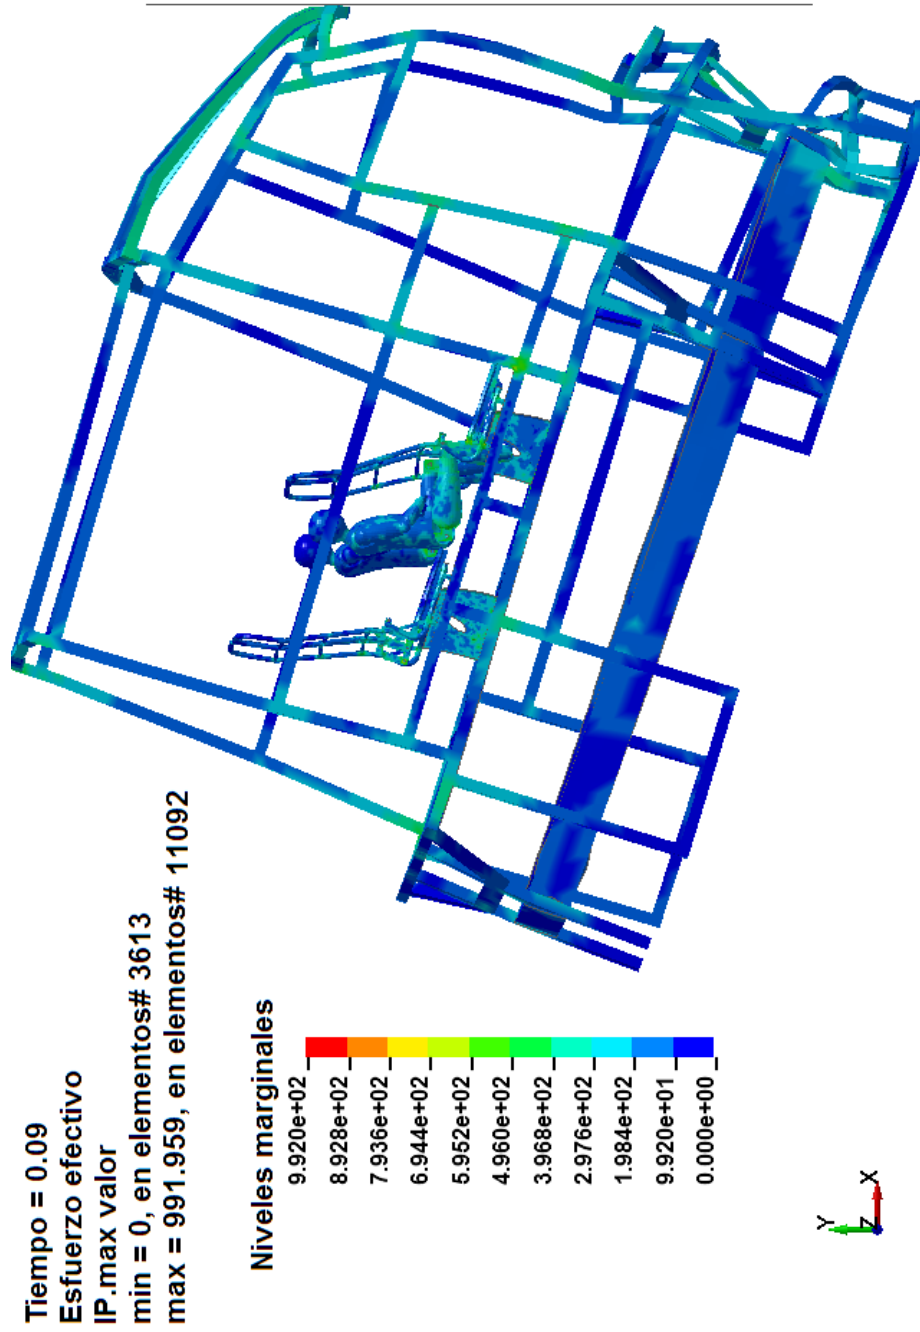 Tiempo = 0.09
Esfuerzo efectivo
IP.max valor
min = 0, en elementos# 3613
max = 991.959, en elementos# 11092
Niveles marginales
9.920e+02
8.928e+02
7.936e+02
6.944e+02
5.952e+02
4.960e+02
3.968e+02
2.976e+02
1.984e+02
9.920e+01
0.000e+00
Y
Z
X